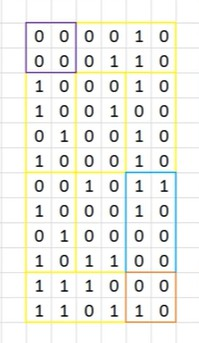 0 0 0 0 1 0
0 0 0 1 1 0
1 0 0 0 1 0
1 0 0 1 0 0
0 1 0 0 1 0
1 0 0 0 1 0
0 0 1 0 1 1
1 0 0 0 1 0
0 1 0 0 0 0
1 0 1 1 0 0
1 1 1 0 0 0
1 1 0 1 1 0